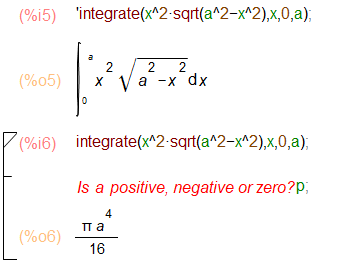 (%i5) 'integrate(x^2·sqrt(a^2−x^2),x,0,a);
(%o5) ∫₀ᵃ x² √(a²−x²) dx
(%i6) integrate(x^2·sqrt(a^2−x^2),x,0,a);
Is a positive, negative or zero?p;
(%o6) π a⁴ / 16